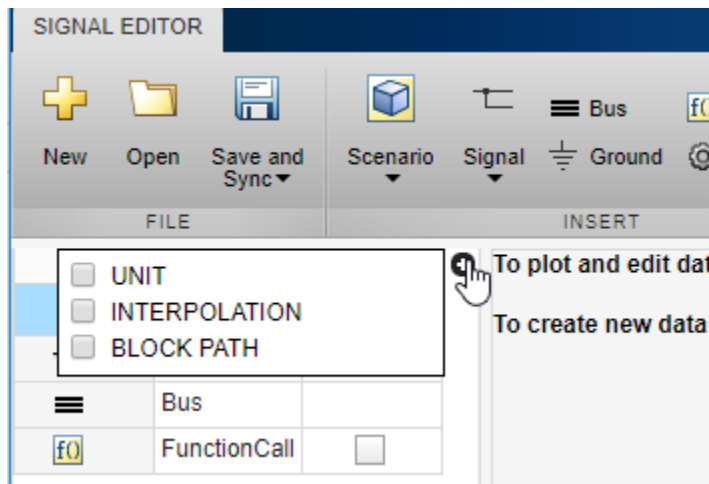 SIGNAL EDITOR
New
Open
Save and
Sync
Scenario
Signal
Bus
Ground
f(
FILE
INSERT
UNIT
INTERPOLATION
BLOCK PATH
To plot and edit dat
To create new data
Bus
f()
FunctionCall